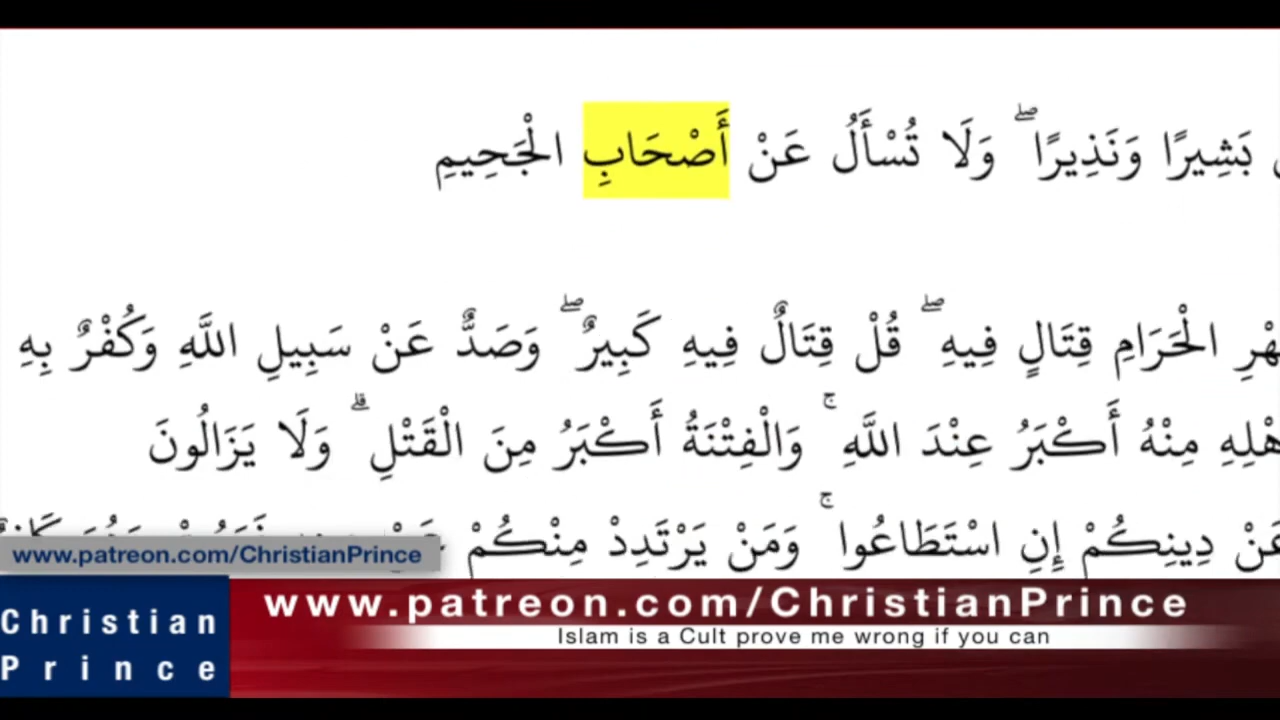 بَشِيرًا وَنَذِيرًا ۖ وَلَا تُسْأَلُ عَنْ أَصْحَابِ الْجَحِيمِ
الْحَرَامِ قِتَالٍ فِيهِ ۖ قُلْ قِتَالٌ فِيهِ كَبِيرٌ ۖ وَصَدٌّ عَنْ سَبِيلِ اللَّهِ وَكُفْرٌ بِهِ
مِنْهُ أَكْبَرُ عِنْدَ اللَّهِ ۚ وَالْفِتْنَةُ أَكْبَرُ مِنَ الْقَتْلِ ۗ وَلَا يَزَالُونَ
عَنْ دِينِكُمْ إِنِ اسْتَطَاعُوا ۚ وَمَنْ يَرْتَدِدْ مِنْكُمْ
www.patreon.com/ChristianPrince
www.patreon.com/ChristianPrince
Islam is a Cult prove me wrong if you can
Christian
Prince